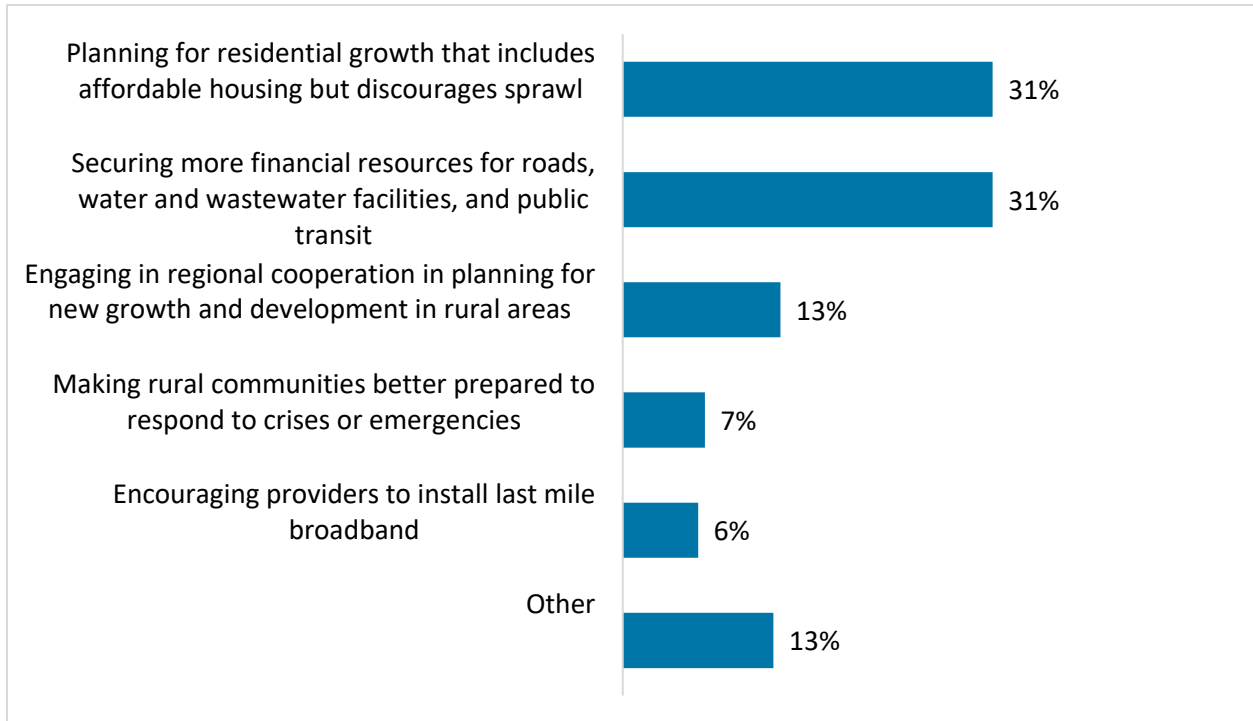 Planning for residential growth that includes
affordable housing but discourages sprawl
31%
Securing more financial resources for roads,
water and wastewater facilities, and public
transit
31%
Engaging in regional cooperation in planning for
new growth and development in rural areas
13%
Making rural communities better prepared to
respond to crises or emergencies
7%
Encouraging providers to install last mile
broadband
6%
Other
13%